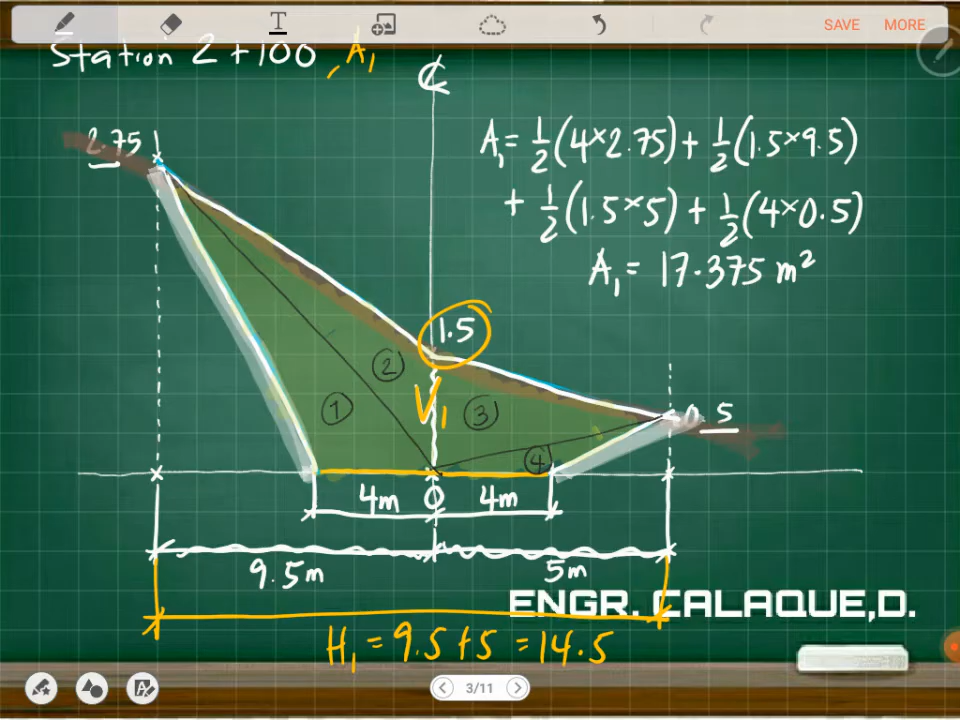 SAVE MORE
Station 2+100, A1
℄
2.75
A1 = 1/2(4×2.75) + 1/2(1.5×9.5)
+ 1/2(1.5×5) + 1/2(4×0.5)
A1 = 17.375 m²
1.5
V1
① ② ③ ④
0.5
4m 0 4m
9.5m 5m
ENGR. CALAQUE,D.
H1 = 9.5+5 = 14.5
3/11